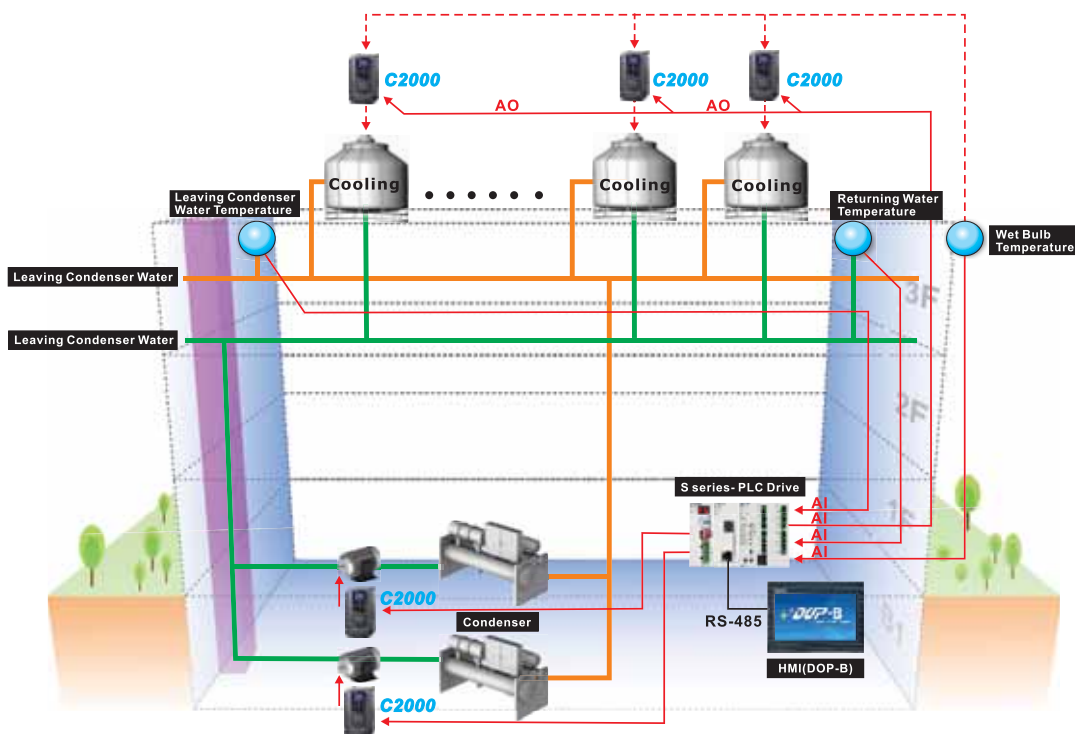 C2000
C2000
C2000
AO
AO
Cooling
Cooling
Cooling
Leaving Condenser
Water Temperature
Returning Water
Temperature
Wet Bulb
Temperature
Leaving Condenser Water
3F
Leaving Condenser Water
2F
S series- PLC Drive
AI
1F
AI
AI
AI
C2000
Condenser
RS-485
DOP-B
B-1
HMI(DOP-B)
C2000